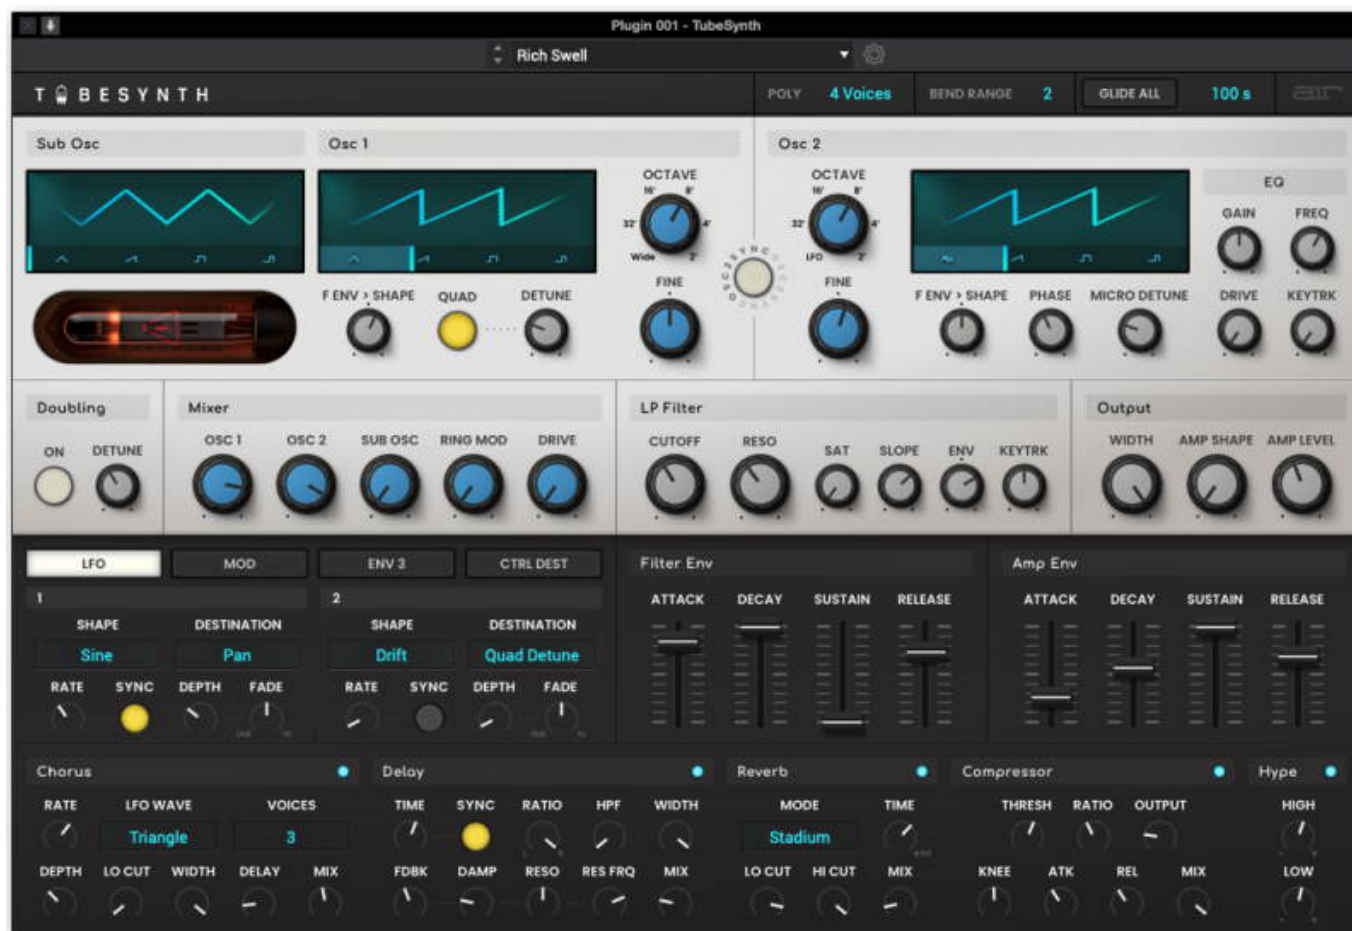 Plugin 001 - TubeSynth
Rich Swell
TUBESYNTH
POLY 4 Voices BEND RANGE 2 GLIDE ALL 100 s air
Sub Osc Osc 1 Osc 2
OCTAVE OCTAVE EQ
16' 8' 16' 8'
GAIN FREQ
32' 4' 32' 4'
Wide 2' LFO 2'
OSC2SYNC
FINE FINE
F ENV > SHAPE QUAD DETUNE F ENV > SHAPE PHASE MICRO DETUNE DRIVE KEYTRK
Doubling Mixer LP Filter Output
ON DETUNE OSC 1 OSC 2 SUB OSC RING MOD DRIVE CUTOFF RESO SAT SLOPE ENV KEYTRK WIDTH AMP SHAPE AMP LEVEL
LFO MOD ENV 3 CTRL DEST Filter Env Amp Env
1 2
ATTACK DECAY SUSTAIN RELEASE ATTACK DECAY SUSTAIN RELEASE
SHAPE DESTINATION SHAPE DESTINATION
Sine Pan Drift Quad Detune
RATE SYNC DEPTH FADE RATE SYNC DEPTH FADE
Chorus Delay Reverb Compressor Hype
RATE LFO WAVE VOICES TIME SYNC RATIO HPF WIDTH MODE TIME THRESH RATIO OUTPUT HIGH
Triangle 3 Stadium
DEPTH LO CUT WIDTH DELAY MIX FDBK DAMP RESO RES FRQ MIX LO CUT HI CUT MIX KNEE ATK REL MIX LOW